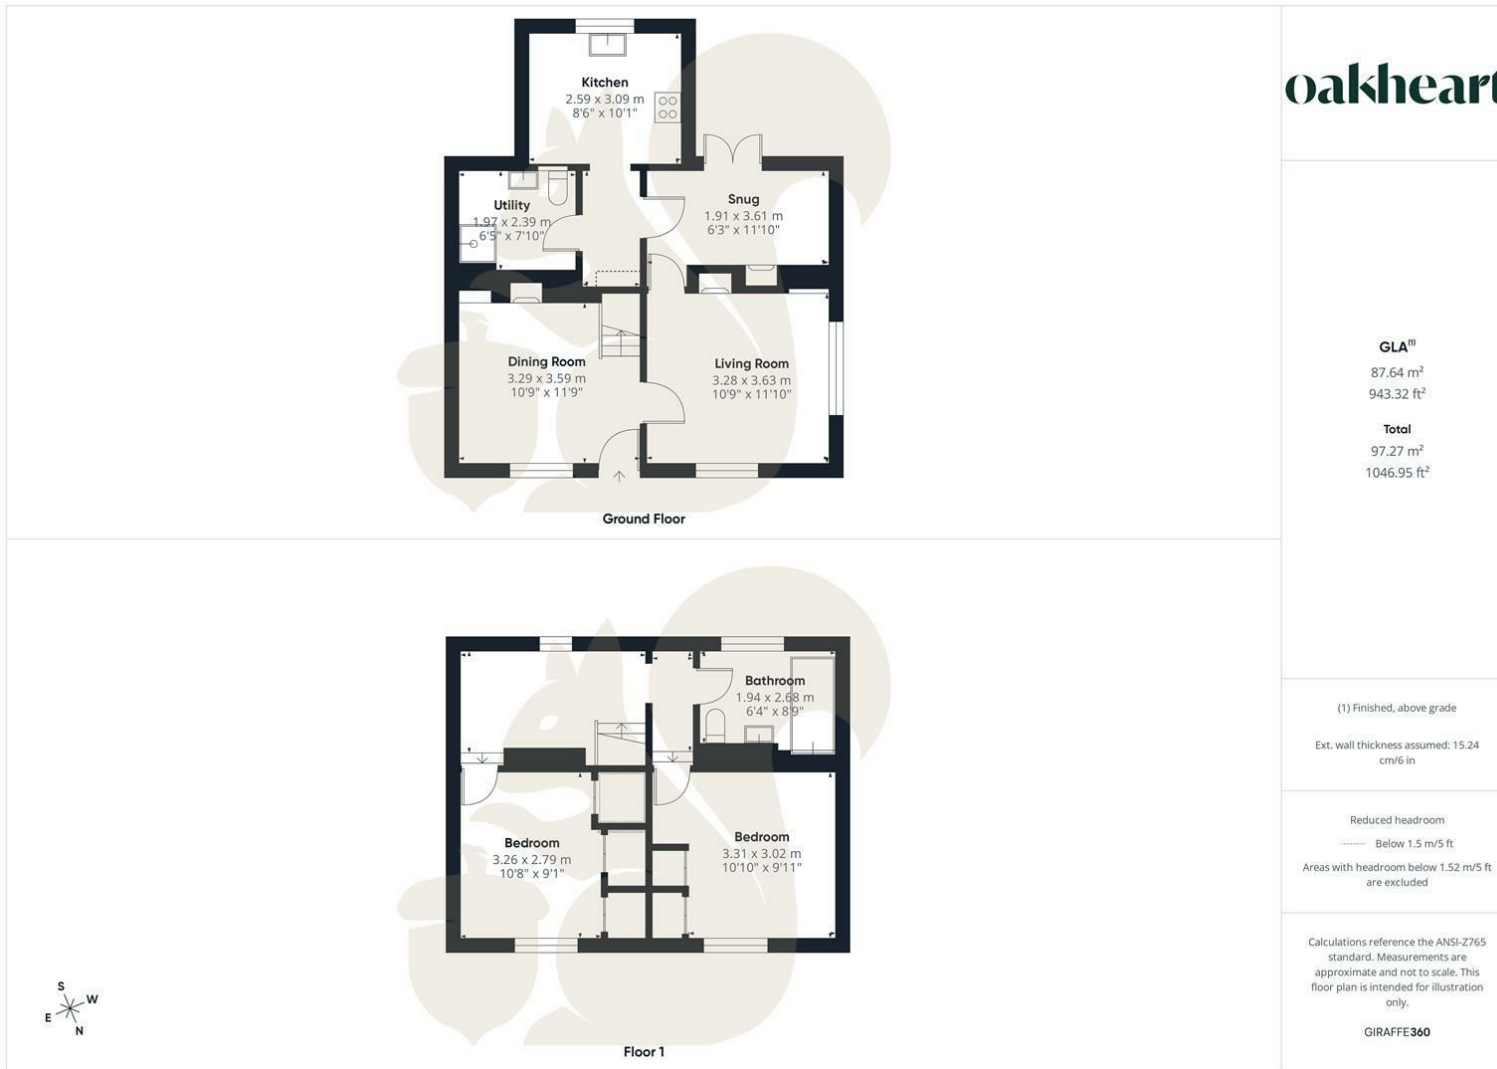 Kitchen
2.59 x 3.09 m
8'6" x 10'1"
Utility
1.97 x 2.39 m
6'5" x 7'10"
Snug
1.91 x 3.61 m
6'3" x 11'10"
Dining Room
3.29 x 3.59 m
10'9" x 11'9"
Living Room
3.28 x 3.63 m
10'9" x 11'10"
Ground Floor
Bathroom
1.94 x 2.68 m
6'4" x 8'9"
Bedroom
3.26 x 2.79 m
10'8" x 9'1"
Bedroom
3.31 x 3.02 m
10'10" x 9'11"
S
W
E
N
Floor 1
oakheart
GLA(1)
87.64 m²
943.32 ft²
Total
97.27 m²
1046.95 ft²
(1) Finished, above grade
Ext. wall thickness assumed: 15.24
cm/6 in
Reduced headroom
Below 1.5 m/5 ft
Areas with headroom below 1.52 m/5 ft
are excluded
Calculations reference the ANSI-Z765
standard. Measurements are
approximate and not to scale. This
floor plan is intended for illustration
only.
GIRAFFE360